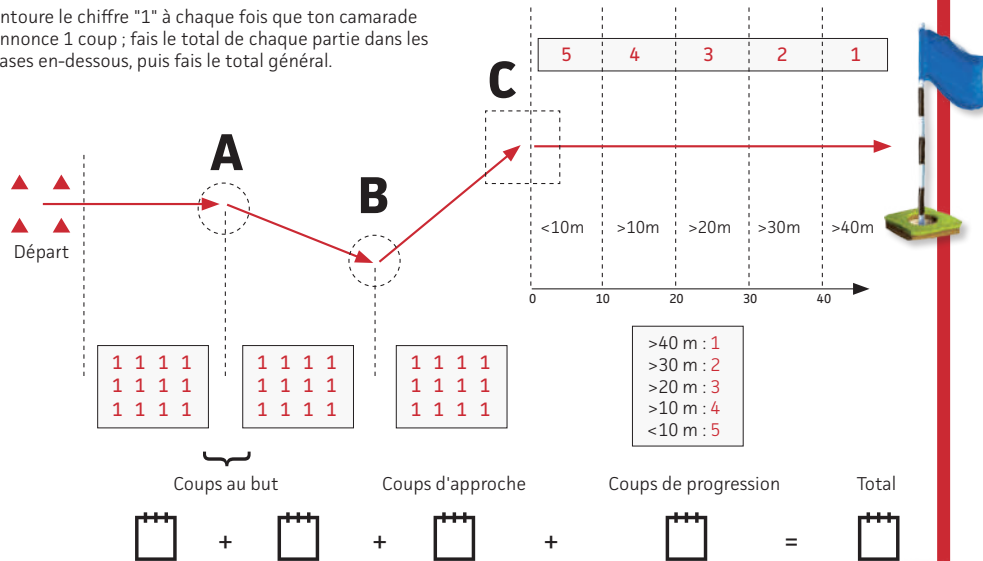 ntoure le chiffre "1" à chaque fois que ton camarade
nnonce 1 coup ; fais le total de chaque partie dans les
ases en-dessous, puis fais le total général.
5 4 3 2 1
C
A
B
Départ
<10m >10m >20m >30m >40m
0 10 20 30 40
1 1 1 1
1 1 1 1
1 1 1 1
1 1 1 1
1 1 1 1
1 1 1 1
1 1 1 1
1 1 1 1
1 1 1 1
>40 m : 1
>30 m : 2
>20 m : 3
>10 m : 4
<10 m : 5
Coups au but Coups d'approche Coups de progression Total
+ + + =